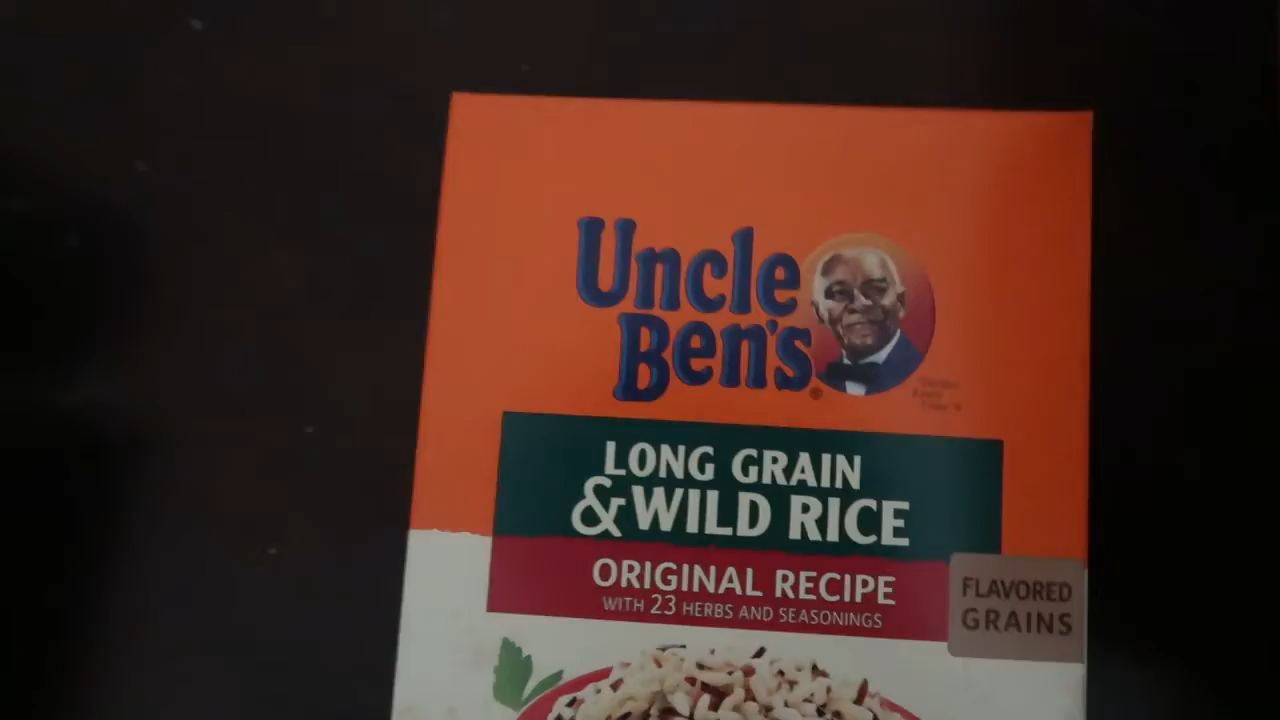 Uncle
Ben's®
LONG GRAIN
& WILD RICE
ORIGINAL RECIPE
WITH 23 HERBS AND SEASONINGS
FLAVORED
GRAINS